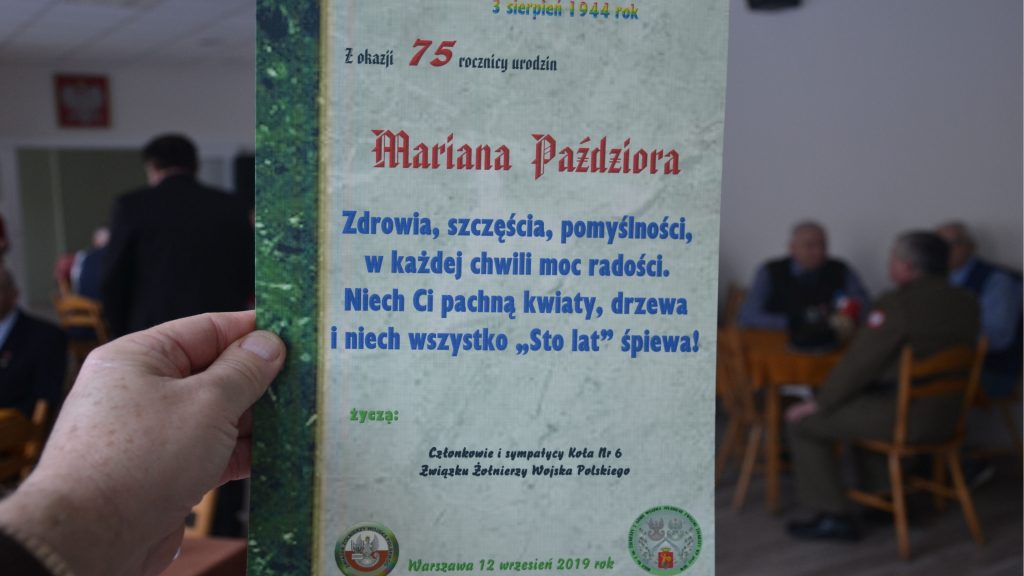 3 sierpień 1944 rok
Z okazji 75 rocznicy urodzin
Mariana Paździora
Zdrowia, szczęścia, pomyślności,
w każdej chwili moc radości.
Niech Ci pachną kwiaty, drzewa
i niech wszystko „Sto lat” śpiewa!
życzą:
Członkowie i sympatycy Koła Nr 6
Związku Żołnierzy Wojska Polskiego
Warszawa 12 wrzesień 2019 rok